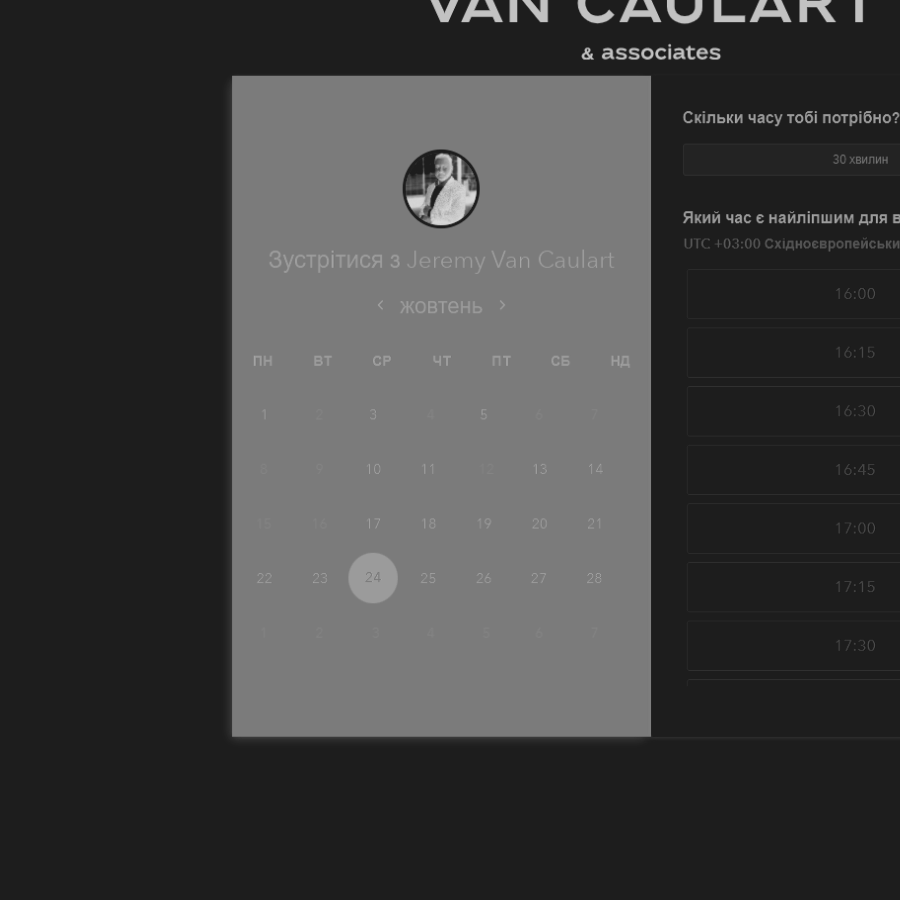 VAN CAULART
& associates
Зустрітися з Jeremy Van Caulart
жовтень
ПН ВТ СР ЧТ ПТ СБ НД
1 2 3 4 5 6 7
8 9 10 11 12 13 14
15 16 17 18 19 20 21
22 23 24 25 26 27 28
1 2 3 4 5 6 7
Скільки часу тобі потрібно?
30 хвилин
Який час є найліпшим для
UTC +03:00 Східноєвропейськи
16:00
16:15
16:30
16:45
17:00
17:15
17:30